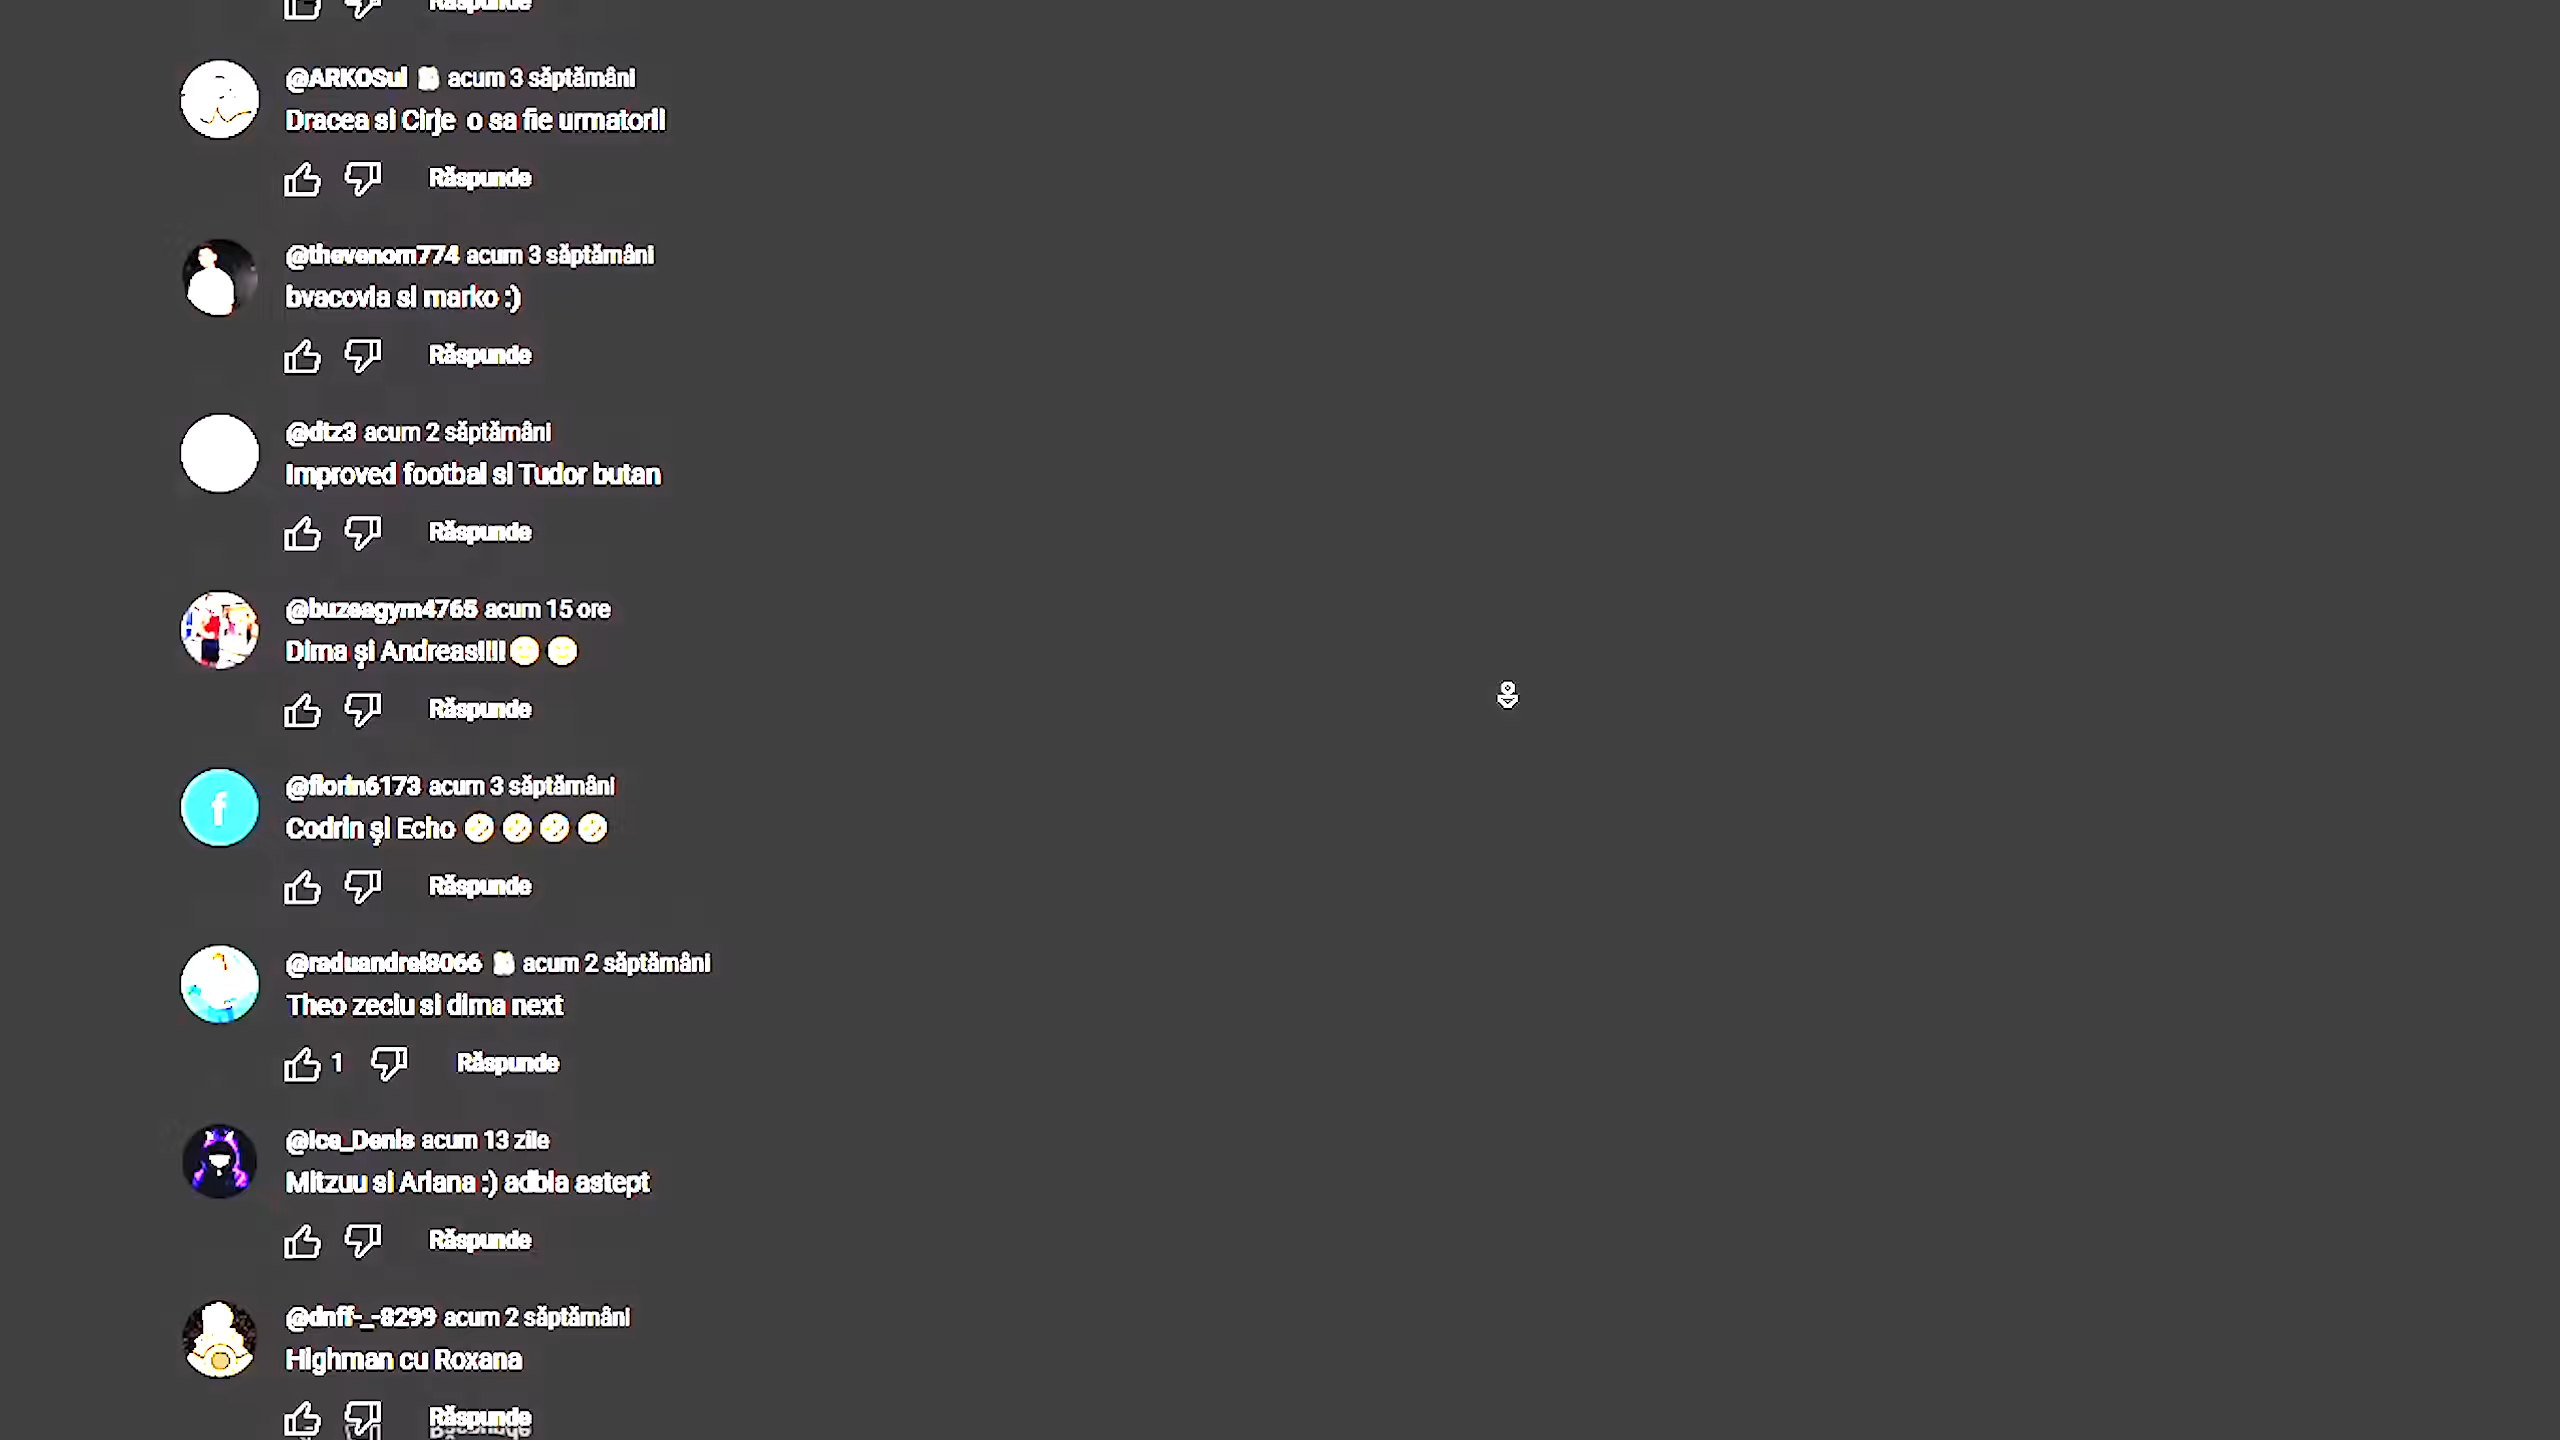 Răspunde
@ARKOSul acum 3 săptămâni
Dracea si Cirje o sa fie urmatorii
Răspunde
@thevenom774 acum 3 săptămâni
bvacovia si marko :)
Răspunde
@dtz3 acum 2 săptămâni
Improved footbal si Tudor butan
Răspunde
@buzeagym4765 acum 15 ore
Dima și Andreas!!!!🙂 🙂
Răspunde
f
@florin6173 acum 3 săptămâni
Codrin și Echo 🤣 🤣 🤣 🤣
Răspunde
@raduandrei8066 acum 2 săptămâni
Theo zeciu si dima next
1 Răspunde
@Ice_Denis acum 13 zile
Mitzuu si Ariana :) adbia astept
Răspunde
@dnff-_-8299 acum 2 săptămâni
Highman cu Roxana
Răspunde